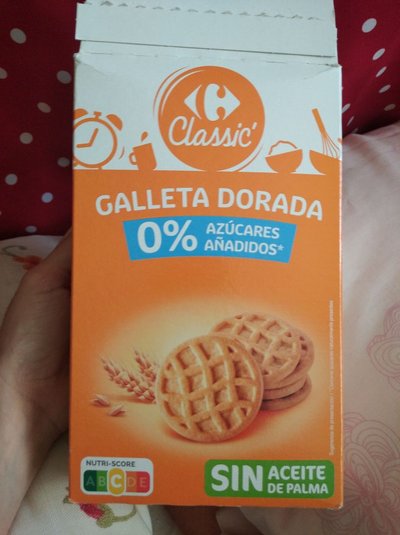 Classic'
GALLETA DORADA
0% AZÚCARES
AÑADIDOS*
NUTRI-SCORE
A B C D E
SIN ACEITE
DE PALMA